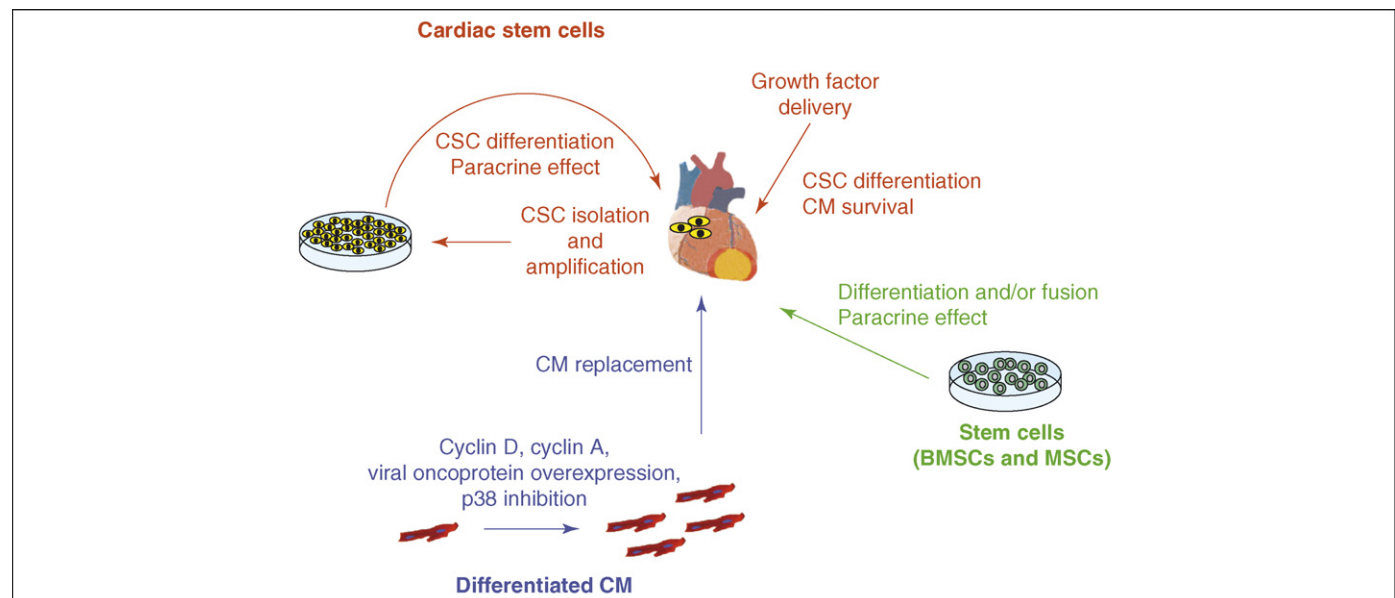 Cardiac stem cells
Growth factor
delivery
CSC differentiation
Paracrine effect
CSC differentiation
CM survival
CSC isolation
and
amplification
Differentiation and/or fusion
Paracrine effect
CM replacement
Stem cells
(BMSCs and MSCs)
Cyclin D, cyclin A,
viral oncoprotein overexpression,
p38 inhibition
Differentiated CM